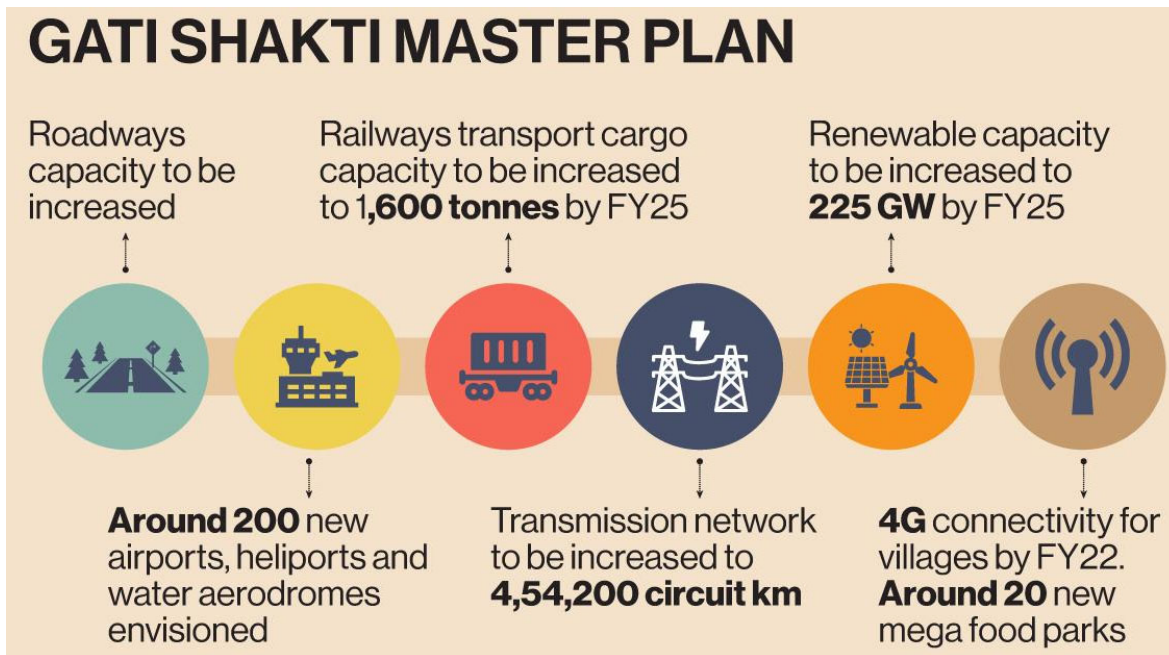 GATI SHAKTI MASTER PLAN
Roadways
capacity to be
increased
Railways transport cargo
capacity to be increased
to 1,600 tonnes by FY25
Renewable capacity
to be increased to
225 GW by FY25
Around 200 new
airports, heliports and
water aerodromes
envisioned
Transmission network
to be increased to
4,54,200 circuit km
4G connectivity for
villages by FY22.
Around 20 new
mega food parks